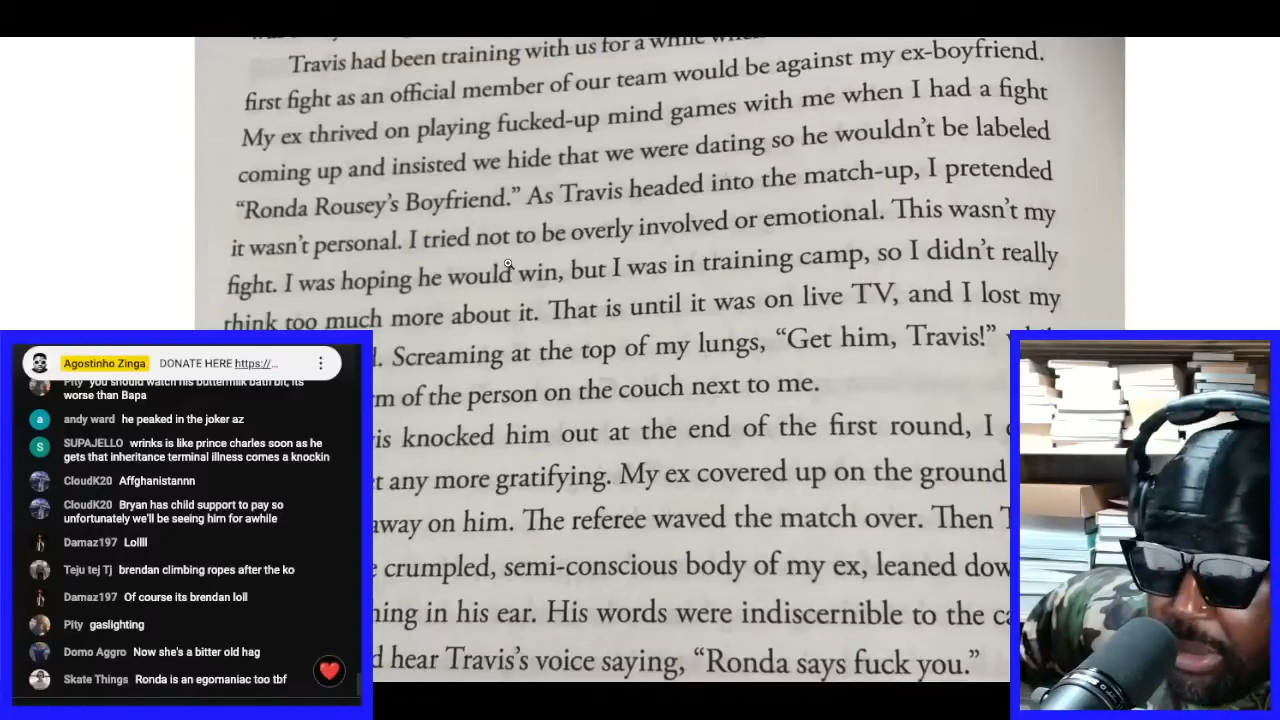 Travis had been training with us for a while when
first fight as an official member of our team would be against my ex-boyfriend.
My ex thrived on playing fucked-up mind games with me when I had a fight
coming up and insisted we hide that we were dating so he wouldn't be labeled
“Ronda Rousey's Boyfriend.” As Travis headed into the match-up, I pretended
it wasn't personal. I tried not to be overly involved or emotional. This wasn't my
fight. I was hoping he would win, but I was in training camp, so I didn't really
think too much more about it. That is until it was on live TV, and I lost my
Screaming at the top of my lungs, “Get him, Travis!”
of the person on the couch next to me.
knocked him out at the end of the first round, I
any more gratifying. My ex covered up on the ground
away on him. The referee waved the match over. Then
crumpled, semi-conscious body of my ex, leaned
in his ear. His words were indiscernible to the
hear Travis's voice saying, “Ronda says fuck you.”
Agostinho Zinga DONATE HERE https://...
Pity you should watch his buttermilk bath bit, its
worse than Bapa
andy ward he peaked in the joker az
SUPAJELLO wrinks is like prince charles soon as he
gets that inheritance terminal illness comes a knockin
CloudK20 Affghanistannn
CloudK20 Bryan has child support to pay so
unfortunately we'll be seeing him for awhile
Damaz197 Lollll
Teju tej Tj brendan climbing ropes after the ko
Damaz197 Of course its brendan loll
Pity gaslighting
Domo Aggro Now she's a bitter old hag
Skate Things Ronda is an egomaniac too tbf